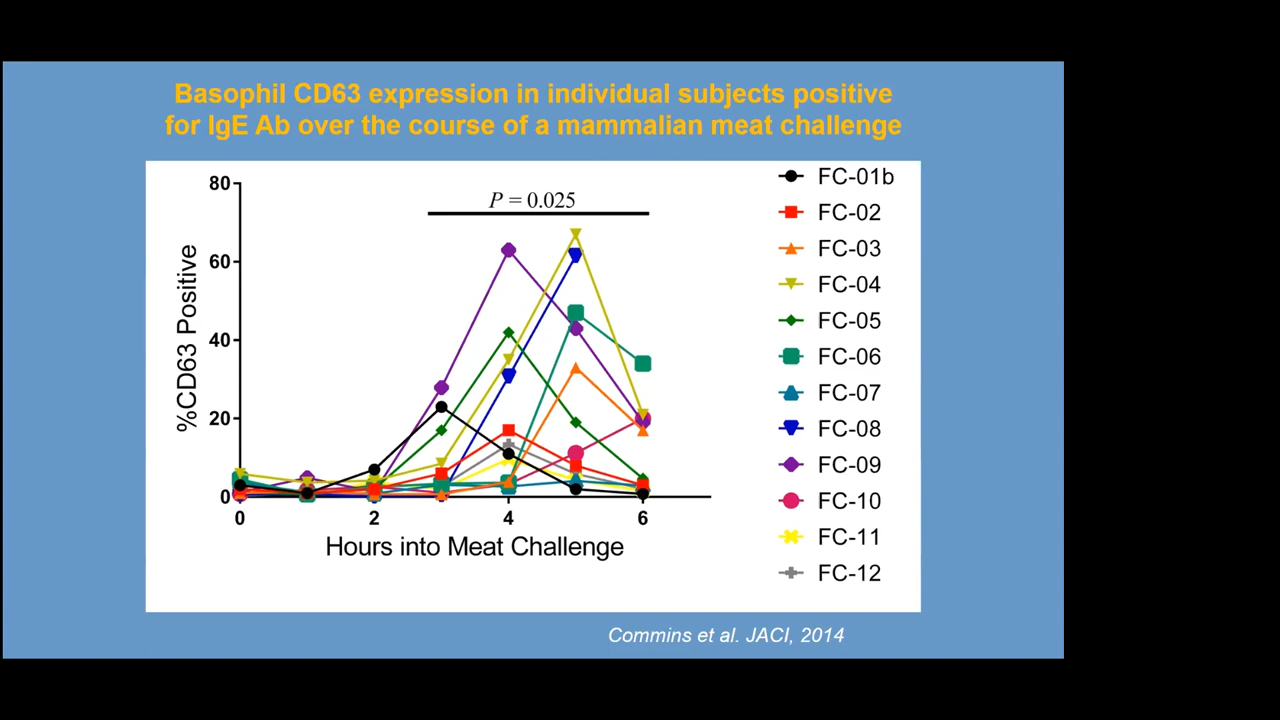 Basophil CD63 expression in individual subjects positive
for IgE Ab over the course of a mammalian meat challenge
P = 0.025
%CD63 Positive
80
60
40
20
0
0
2
4
6
Hours into Meat Challenge
FC-01b
FC-02
FC-03
FC-04
FC-05
FC-06
FC-07
FC-08
FC-09
FC-10
FC-11
FC-12
Commins et al. JACI, 2014